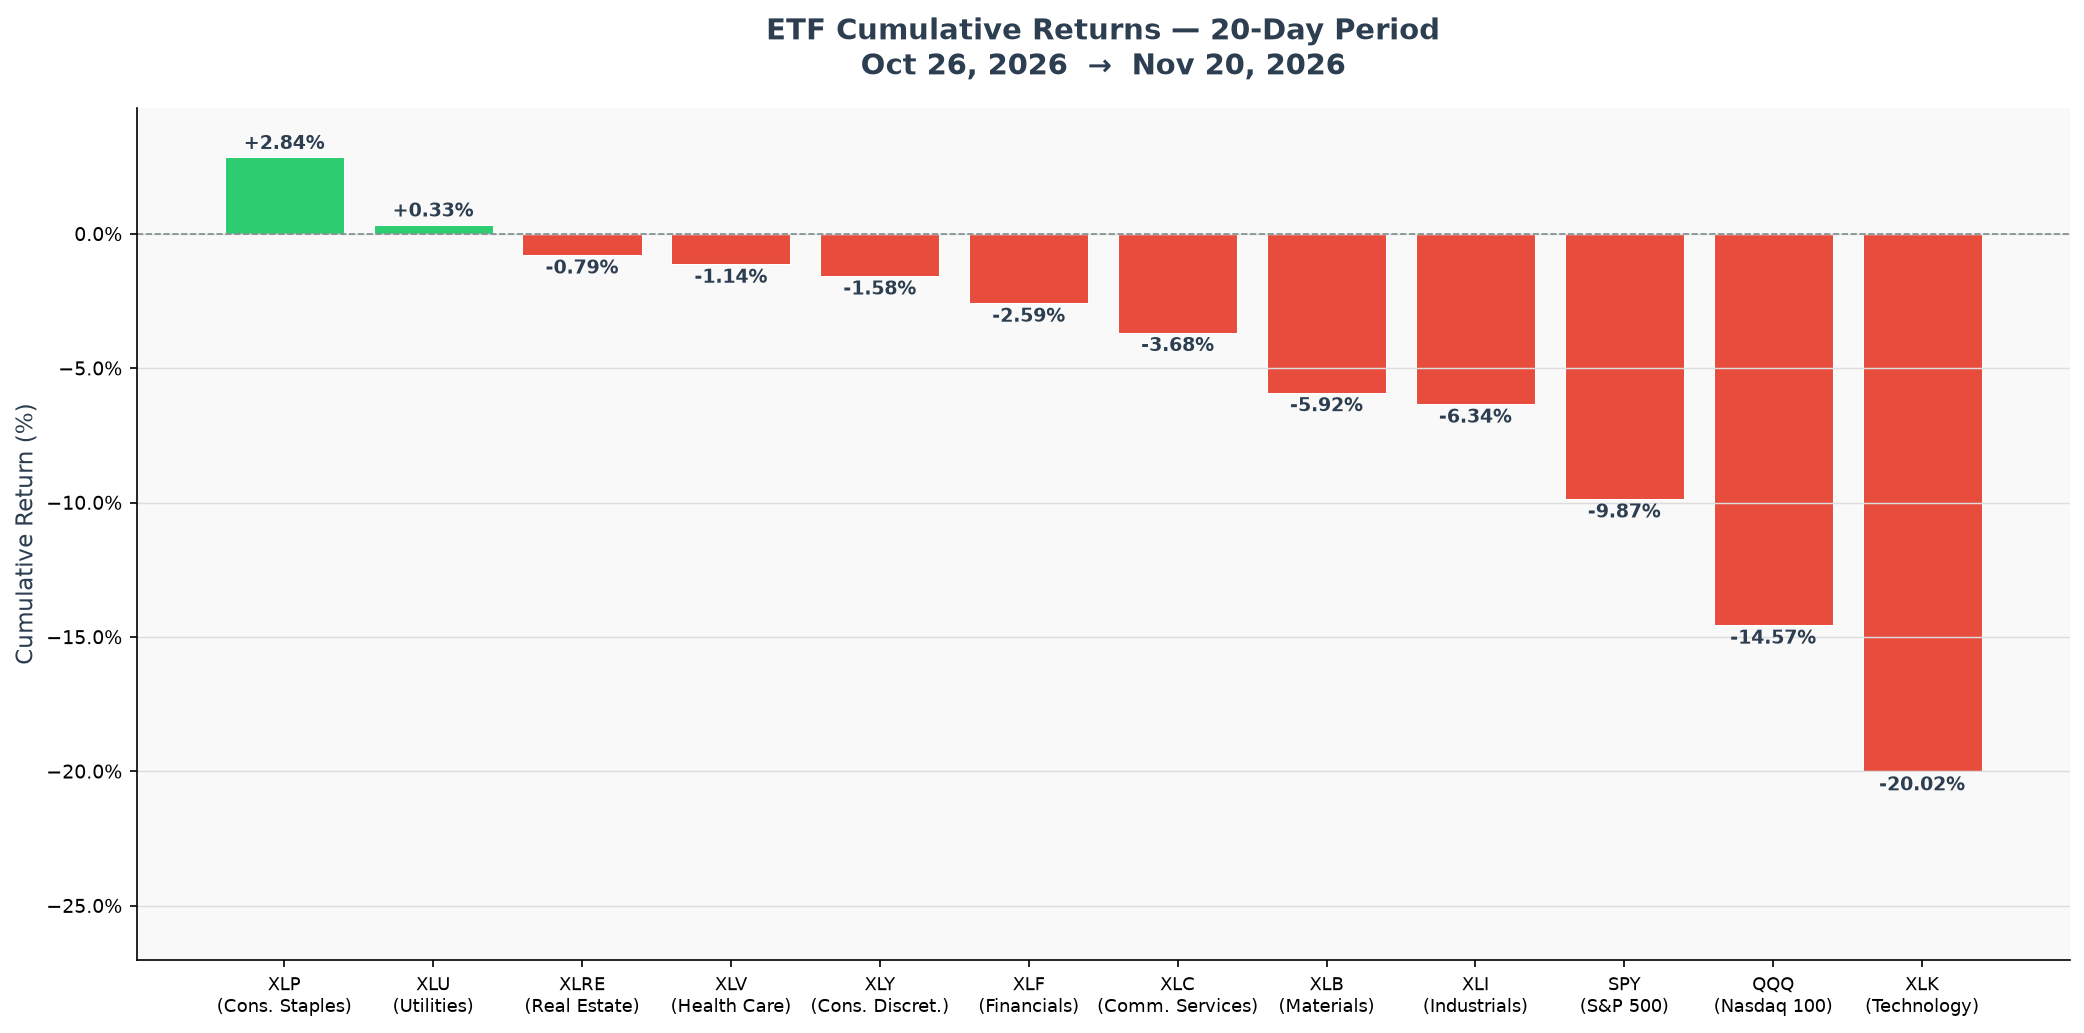 ETF Cumulative Returns — 20-Day Period
Oct 26, 2026 → Nov 20, 2026
Cumulative Return (%)
0.0%
−5.0%
−10.0%
−15.0%
−20.0%
−25.0%
+2.84%
+0.33%
-0.79%
-1.14%
-1.58%
-2.59%
-3.68%
-5.92%
-6.34%
-9.87%
-14.57%
-20.02%
XLP
(Cons. Staples)
XLU
(Utilities)
XLRE
(Real Estate)
XLV
(Health Care)
XLY
(Cons. Discret.)
XLF
(Financials)
XLC
(Comm. Services)
XLB
(Materials)
XLI
(Industrials)
SPY
(S&P 500)
QQQ
(Nasdaq 100)
XLK
(Technology)